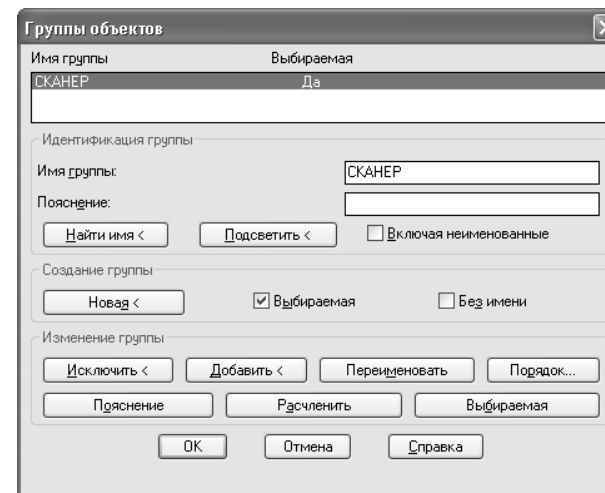 Группы объектов
Имя группы Выбираемая
СКАНЕР Да
Идентификация группы
Имя группы: СКАНЕР
Пояснение:
Найти имя < Подсветить < Включая неименованные
Создание группы
Новая < Выбираемая Без имени
Изменение группы
Исключить < Добавить < Переименовать Порядок...
Пояснение Расчленить Выбираемая
OK Отмена Справка